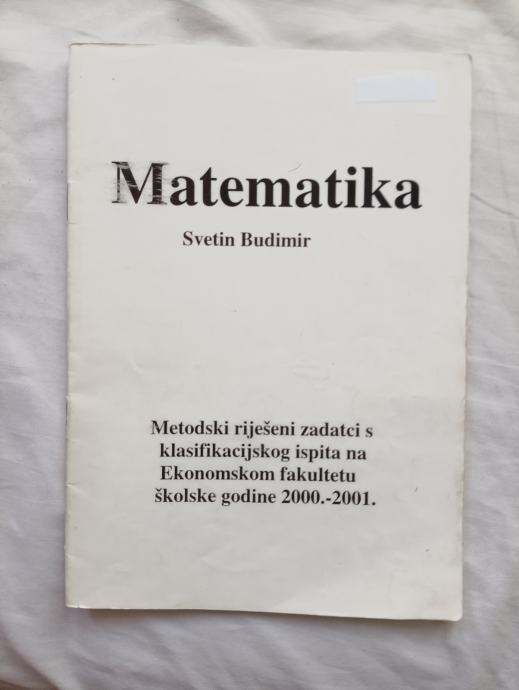 Matematika
Svetin Budimir
Metodski riješeni zadatci s
klasifikacijskog ispita na
Ekonomskom fakultetu
školske godine 2000.-2001.